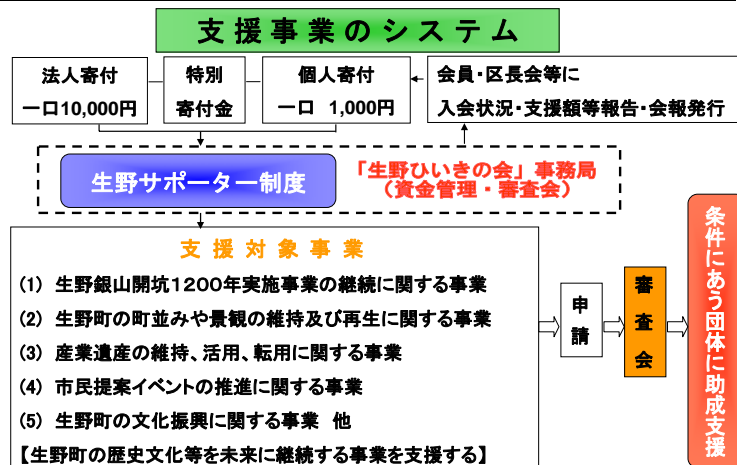 支援事業のシステム
法人寄付
一口10,000円
特別
寄付金
個人寄付
一口 1,000円
会員・区長会等に
入会状況・支援額等報告・会報発行
生野サポーター制度
「生野ひいきの会」事務局
（資金管理・審査会）
支援対象事業
(1) 生野銀山開坑1200年実施事業の継続に関する事業
(2) 生野町の町並みや景観の維持及び再生に関する事業
(3) 産業遺産の維持、活用、転用に関する事業
(4) 市民提案イベントの推進に関する事業
(5) 生野町の文化振興に関する事業 他
【生野町の歴史文化等を未来に継続する事業を支援する】
申請
審査会
条件にあう団体に助成支援